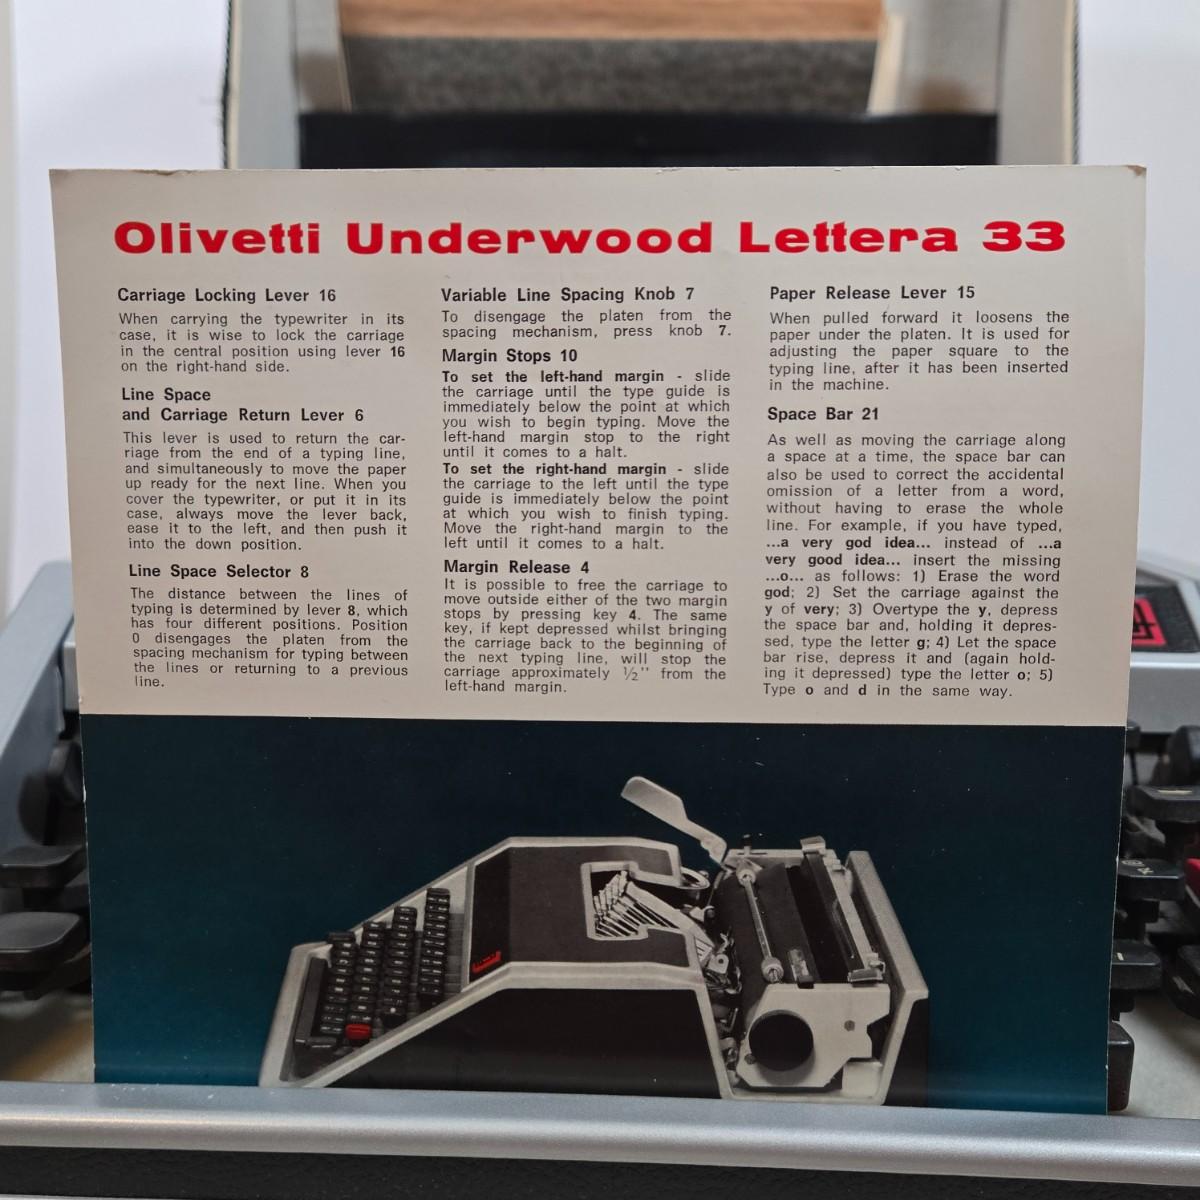 Olivetti Underwood Lettera 33
Carriage Locking Lever 16
When carrying the typewriter in its
case, it is wise to lock the carriage
in the central position using lever 16
on the right-hand side.
Line Space
and Carriage Return Lever 6
This lever is used to return the car-
riage from the end of a typing line,
and simultaneously to move the paper
up ready for the next line. When you
cover the typewriter, or put it in its
case, always move the lever back,
ease it to the left, and then push it
into the down position.
Line Space Selector 8
The distance between the lines of
typing is determined by lever 8, which
has four different positions. Position
0 disengages the platen from the
spacing mechanism for typing between
the lines or returning to a previous
line.
Variable Line Spacing Knob 7
To disengage the platen from the
spacing mechanism, press knob 7.
Margin Stops 10
To set the left-hand margin - slide
the carriage until the type guide is
immediately below the point at which
you wish to begin typing. Move the
left-hand margin stop to the right
until it comes to a halt.
To set the right-hand margin - slide
the carriage to the left until the type
guide is immediately below the point
at which you wish to finish typing.
Move the right-hand margin to the
left until it comes to a halt.
Margin Release 4
It is possible to free the carriage to
move outside either of the two margin
stops by pressing key 4. The same
key, if kept depressed whilst bringing
the carriage back to the beginning of
the next typing line, will stop the
carriage approximately ½'' from the
left-hand margin.
Paper Release Lever 15
When pulled forward it loosens the
paper under the platen. It is used for
adjusting the paper square to the
typing line, after it has been inserted
in the machine.
Space Bar 21
As well as moving the carriage along
a space at a time, the space bar can
also be used to correct the accidental
omission of a letter from a word,
without having to erase the whole
line. For example, if you have typed,
...a very god idea... instead of ...a
very good idea... insert the missing
...o... as follows: 1) Erase the word
god; 2) Set the carriage against the
y of very; 3) Overtype the y, depress
the space bar and, holding it depres-
sed, type the letter g; 4) Let the space
bar rise, depress it and (again hold-
ing it depressed) type the letter o; 5)
Type o and d in the same way.